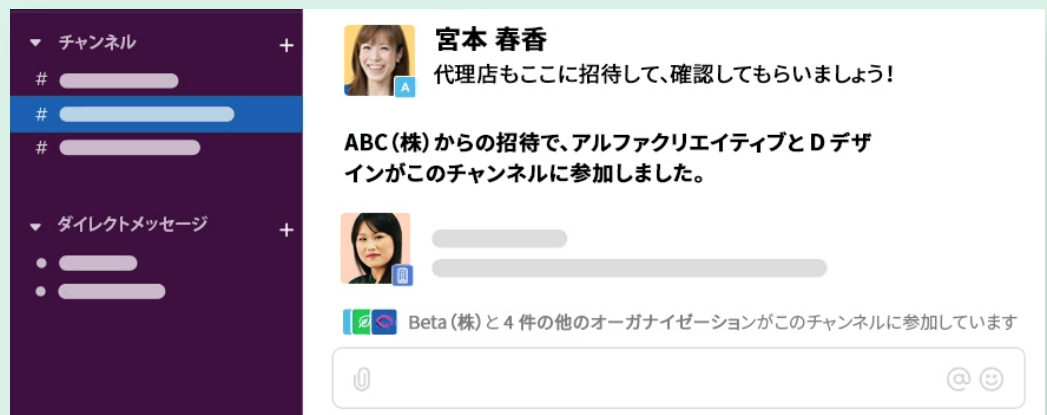 チャンネル +
#
#
#
ダイレクトメッセージ +
宮本 春香
A
代理店もここに招待して、確認してもらいましょう！
ABC（株）からの招待で、アルファクリエイティブと D デザ
インがこのチャンネルに参加しました。
Beta（株）と 4 件の他のオーガナイゼーションがこのチャンネルに参加しています
@